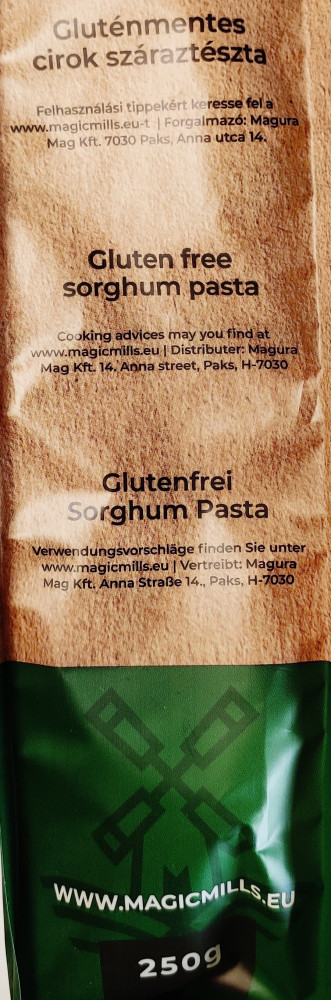 Gluténmentes
cirok száraztészta
Felhasználási tippekért keresse fel a
www.magicmills.eu-t | Forgalmazó: Magura
Mag Kft. 7030 Paks, Anna utca 14.
Gluten free
sorghum pasta
Cooking advices may you find at
www.magicmills.eu | Distributer: Magura
Mag Kft. 14. Anna street, Paks, H-7030
Glutenfrei
Sorghum Pasta
Verwendungsvorschläge finden Sie unter
www.magicmills.eu | Vertreibt: Magura
Mag Kft. Anna Straße 14., Paks, H-7030
WWW.MAGICMILLS.EU
250g